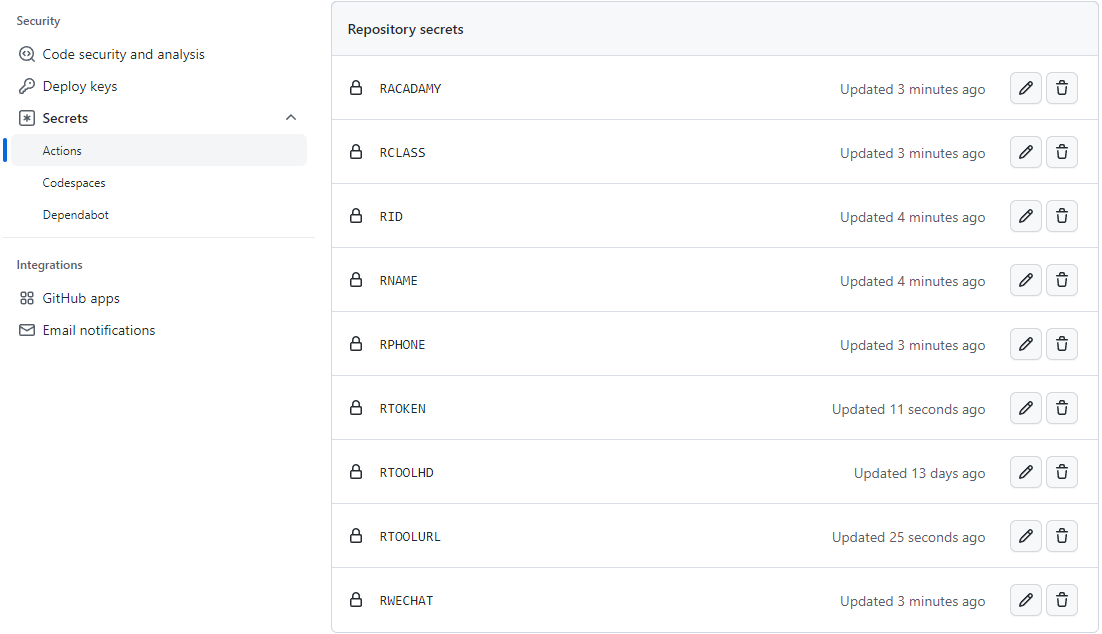 Security
Code security and analysis
Deploy keys
Secrets
Actions
Codespaces
Dependabot
Integrations
GitHub apps
Email notifications
Repository secrets
RACADAMY Updated 3 minutes ago
RCLASS Updated 3 minutes ago
RID Updated 4 minutes ago
RNAME Updated 4 minutes ago
RPHONE Updated 3 minutes ago
RTOKEN Updated 11 seconds ago
RTOOLHD Updated 13 days ago
RTOOLURL Updated 25 seconds ago
RWECHAT Updated 3 minutes ago